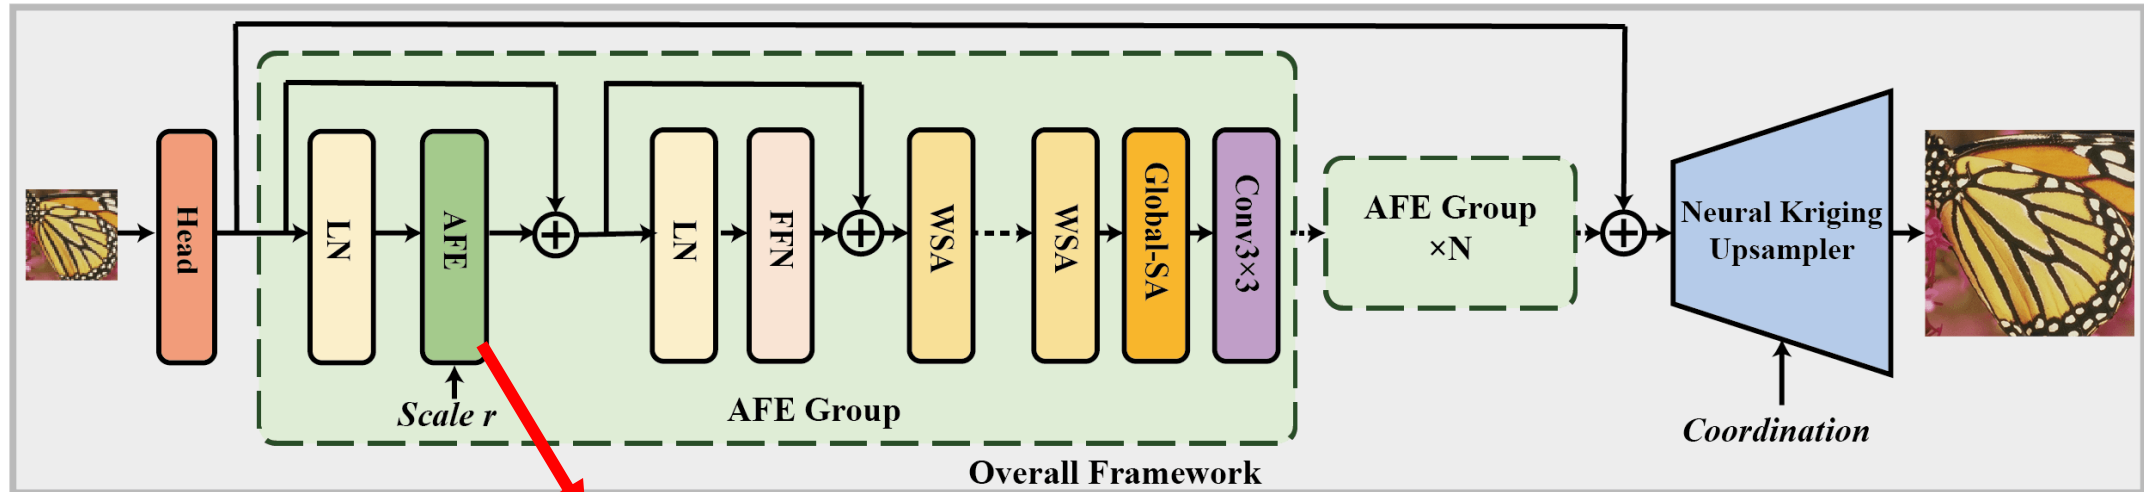 Head
LN
AFE
Scale r
LN
FFN
WSA
WSA
Global-SA
Conv3×3
AFE Group
AFE Group
×N
Neural Kriging
Upsampler
Coordination
Overall Framework